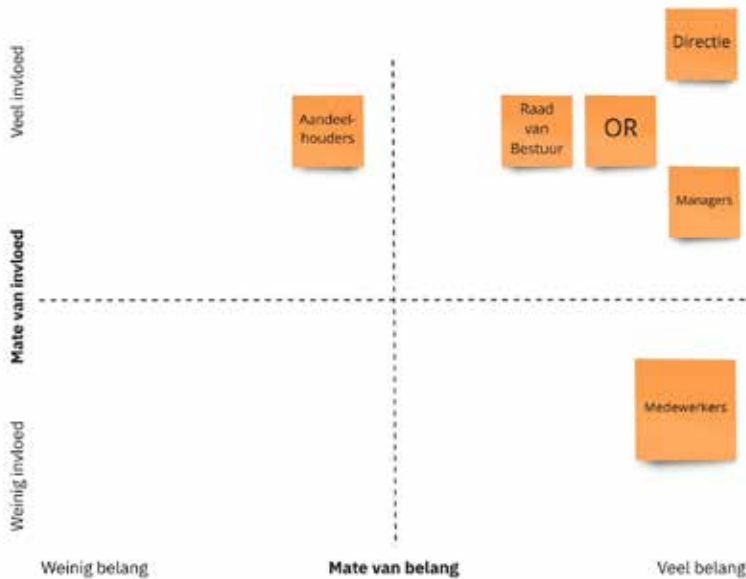 Veel invloed
Directie
Aandeel-
houders
Raad
van
Bestuur
OR
Managers
Mate van invloed
Medewerkers
Weinig invloed
Weinig belang
Mate van belang
Veel belang